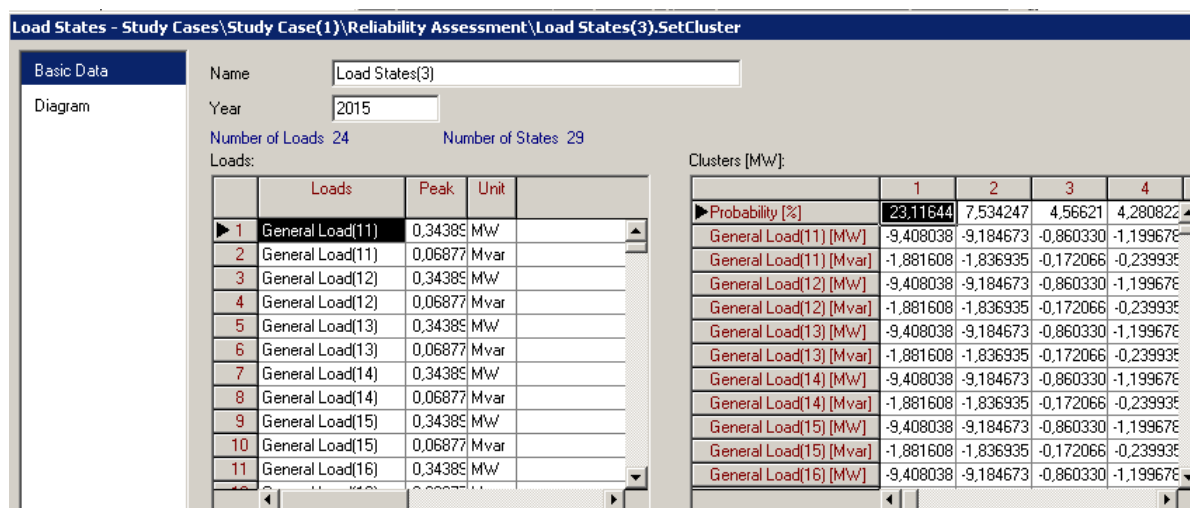 Load States - Study Cases\Study Case(1)\Reliability Assessment\Load States(3).SetCluster
Basic Data
Diagram
Name Load States(3)
Year 2015
Number of Loads 24 Number of States 29
Loads:
Loads Peak Unit
1 General Load(11) 0,34389 MW
2 General Load(11) 0,06877 Mvar
3 General Load(12) 0,34389 MW
4 General Load(12) 0,06877 Mvar
5 General Load(13) 0,34389 MW
6 General Load(13) 0,06877 Mvar
7 General Load(14) 0,34389 MW
8 General Load(14) 0,06877 Mvar
9 General Load(15) 0,34389 MW
10 General Load(15) 0,06877 Mvar
11 General Load(16) 0,34389 MW
Clusters [MW]:
1 2 3 4
Probability [%] 23,11644 7,534247 4,56621 4,280822
General Load(11) [MW] -9,408038 -9,184673 -0,860330 -1,199678
General Load(11) [Mvar] -1,881608 -1,836935 -0,172066 -0,239935
General Load(12) [MW] -9,408038 -9,184673 -0,860330 -1,199678
General Load(12) [Mvar] -1,881608 -1,836935 -0,172066 -0,239935
General Load(13) [MW] -9,408038 -9,184673 -0,860330 -1,199678
General Load(13) [Mvar] -1,881608 -1,836935 -0,172066 -0,239935
General Load(14) [MW] -9,408038 -9,184673 -0,860330 -1,199678
General Load(14) [Mvar] -1,881608 -1,836935 -0,172066 -0,239935
General Load(15) [MW] -9,408038 -9,184673 -0,860330 -1,199678
General Load(15) [Mvar] -1,881608 -1,836935 -0,172066 -0,239935
General Load(16) [MW] -9,408038 -9,184673 -0,860330 -1,199678